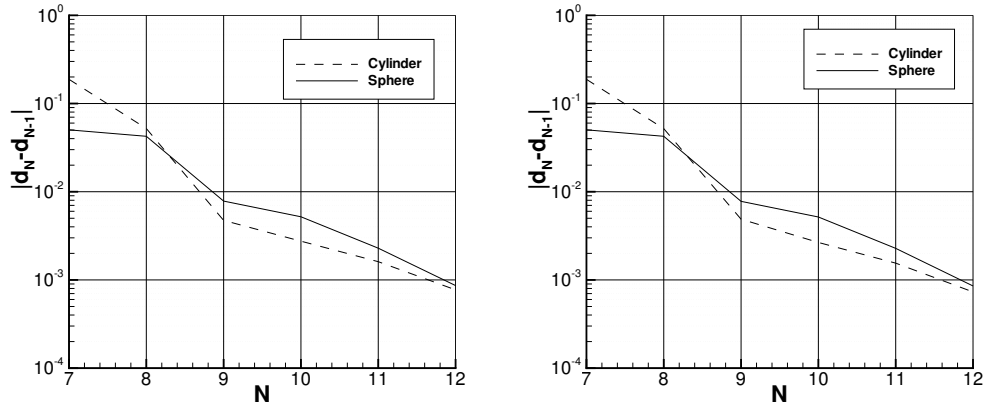 10^0
10^-1
10^-2
10^-3
10^-4
|d_N-d_N-1|
Cylinder
Sphere
7 8 9 10 11 12
N
10^0
10^-1
10^-2
10^-3
10^-4
|d_N-d_N-1|
Cylinder
Sphere
7 8 9 10 11 12
N